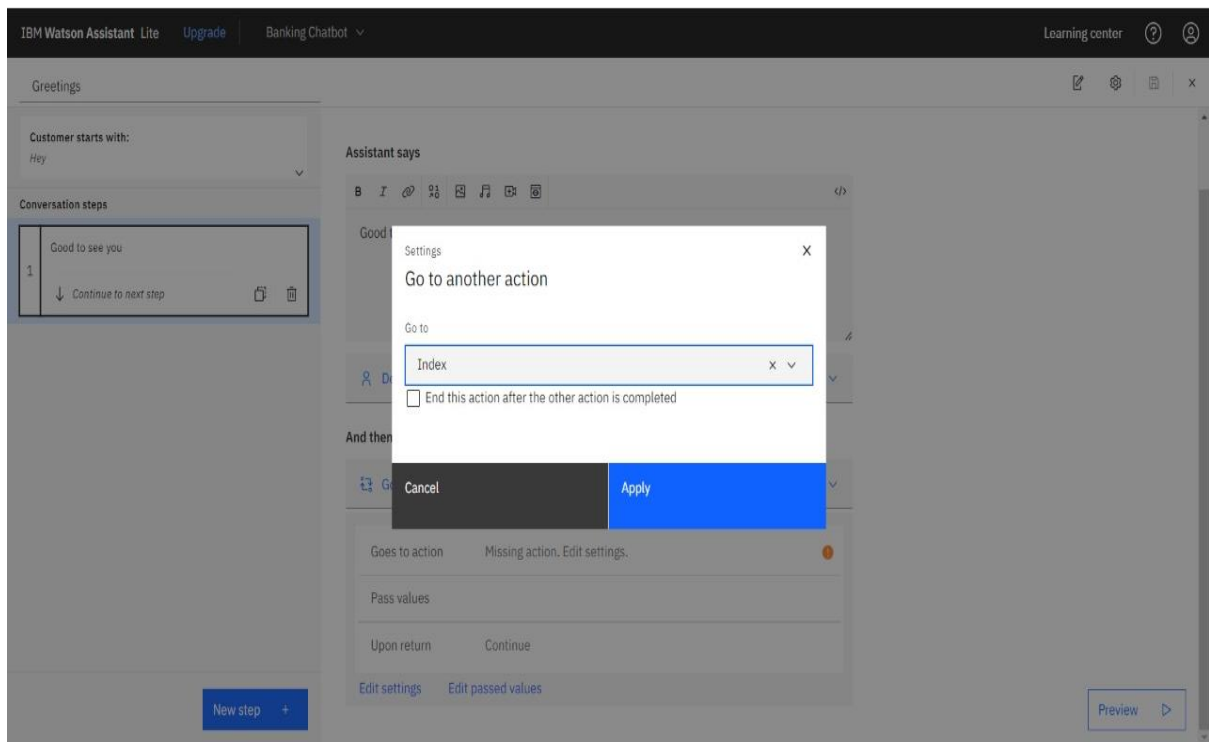 IBM Watson Assistant Lite Upgrade Banking Chatbot Learning center
Greetings
Customer starts with:
Hey
Conversation steps
1
Good to see you
Continue to next step
New step +
Assistant says
B I </>
Good
Settings
Go to another action
Go to
Index
End this action after the other action is completed
Cancel Apply
And then
Goes to action Missing action. Edit settings.
Pass values
Upon return Continue
Edit settings Edit passed values
Preview